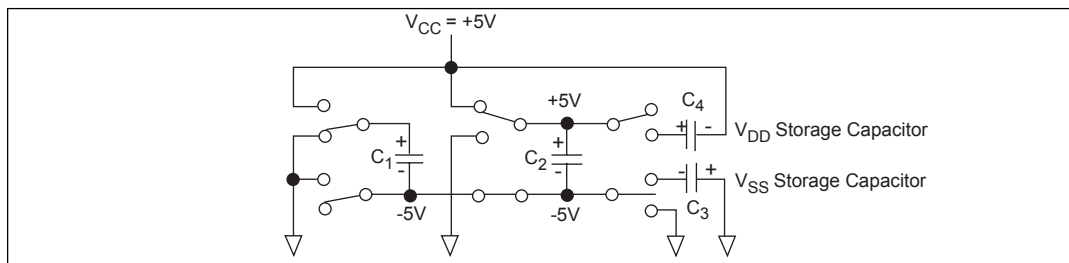 VCC = +5V
+5V
C4
+ -
VDD Storage Capacitor
+
C1
-
+
C2
-
- +
VSS Storage Capacitor
C3
-5V
-5V